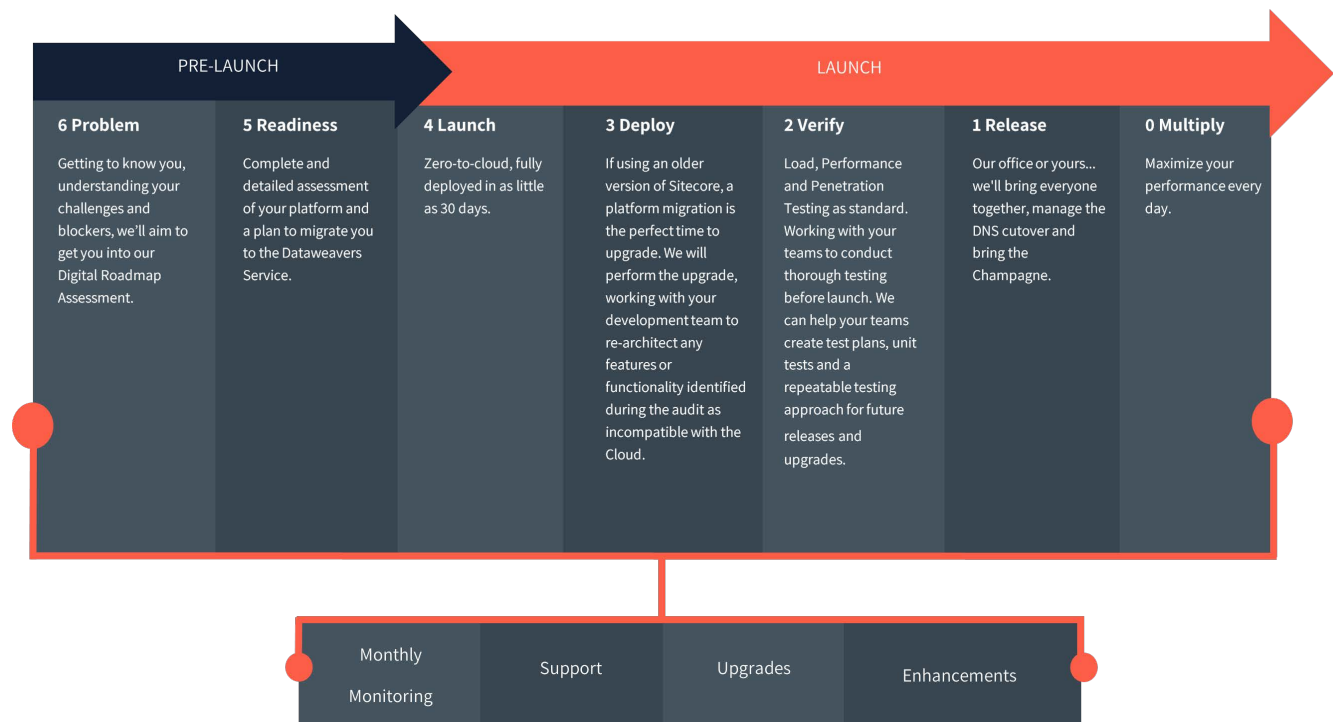 PRE-LAUNCH
LAUNCH
6 Problem
Getting to know you,
understanding your
challenges and
blockers, we’ll aim to
get you into our
Digital Roadmap
Assessment.
5 Readiness
Complete and
detailed assessment
of your platform and
a plan to migrate you
to the Dataweavers
Service.
4 Launch
Zero-to-cloud, fully
deployed in as little
as 30 days.
3 Deploy
If using an older
version of Sitecore, a
platform migration is
the perfect time to
upgrade. We will
perform the upgrade,
working with your
development team to
re-architect any
features or
functionality identified
during the audit as
incompatible with the
Cloud.
2 Verify
Load, Performance
and Penetration
Testing as standard.
Working with your
teams to conduct
thorough testing
before launch. We
can help your teams
create test plans, unit
tests and a
repeatable testing
approach for future
releases and
upgrades.
1 Release
Our office or yours...
we'll bring everyone
together, manage the
DNS cutover and
bring the
Champagne.
0 Multiply
Maximize your
performance every
day.
Monthly
Monitoring
Support
Upgrades
Enhancements